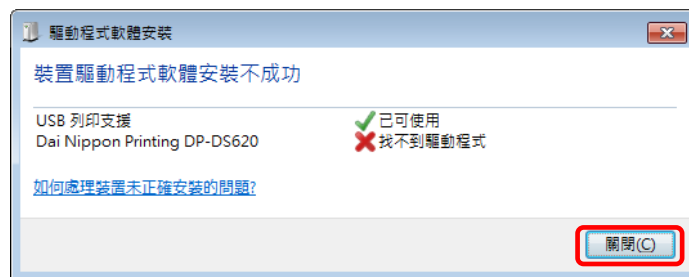 驅動程式軟體安裝
裝置驅動程式軟體安裝不成功
USB 列印支援 已可使用
Dai Nippon Printing DP-DS620 找不到驅動程式
如何處理裝置未正確安裝的問題?
關閉(C)